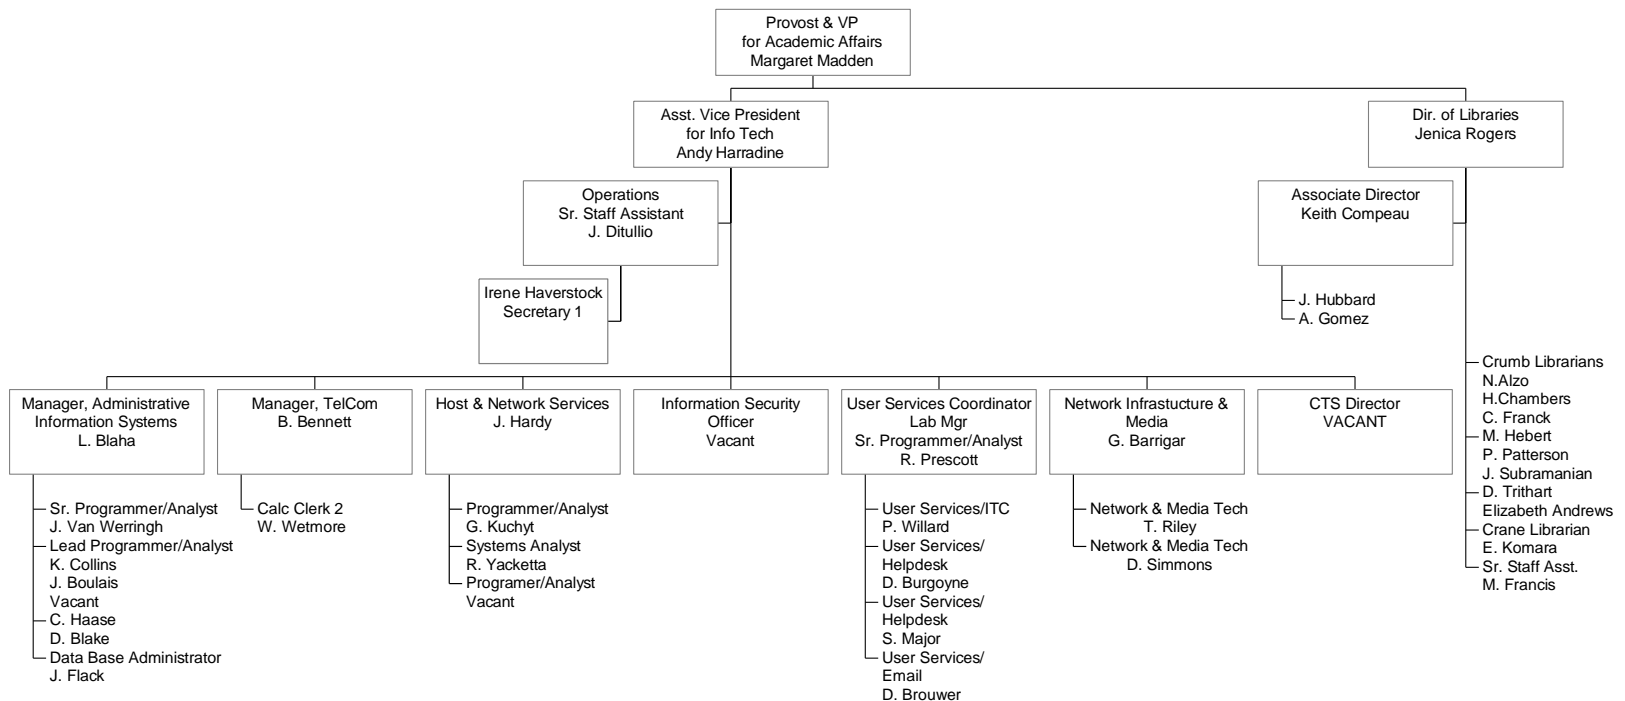 Provost & VP
for Academic Affairs
Margaret Madden
Asst. Vice President
for Info Tech
Andy Harradine
Dir. of Libraries
Jenica Rogers
Operations
Sr. Staff Assistant
J. Ditullio
Associate Director
Keith Compeau
Irene Haverstock
Secretary 1
J. Hubbard
A. Gomez
Manager, Administrative
Information Systems
L. Blaha
Sr. Programmer/Analyst
J. Van Werringh
Lead Programmer/Analyst
K. Collins
J. Boulais
Vacant
C. Haase
D. Blake
Data Base Administrator
J. Flack
Manager, TelCom
B. Bennett
Calc Clerk 2
W. Wetmore
Host & Network Services
J. Hardy
Programmer/Analyst
G. Kuchyt
Systems Analyst
R. Yacketta
Programer/Analyst
Vacant
Information Security
Officer
Vacant
User Services Coordinator
Lab Mgr
Sr. Programmer/Analyst
R. Prescott
User Services/ITC
P. Willard
User Services/
Helpdesk
D. Burgoyne
User Services/
Helpdesk
S. Major
User Services/
Email
D. Brouwer
Network Infrastucture &
Media
G. Barrigar
Network & Media Tech
T. Riley
Network & Media Tech
D. Simmons
CTS Director
VACANT
Crumb Librarians
N.Alzo
H.Chambers
C. Franck
M. Hebert
P. Patterson
J. Subramanian
D. Trithart
Elizabeth Andrews
Crane Librarian
E. Komara
Sr. Staff Asst.
M. Francis